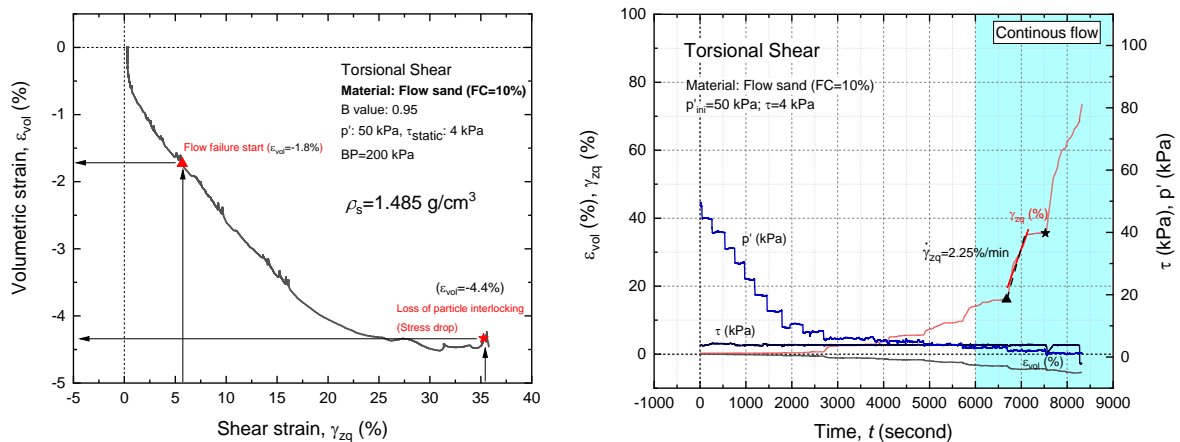 Torsional Shear
Material: Flow sand (FC=10%)
B value: 0.95
p': 50 kPa, τstatic: 4 kPa
BP=200 kPa
ρs=1.485 g/cm³
Flow failure start (εvol=-1.8%)
(εvol=-4.4%)
Loss of particle interlocking
(Stress drop)
0
-1
-2
-3
-4
-5
Volumetric strain, εvol (%)
-5 0 5 10 15 20 25 30 35 40
Shear strain, γzq (%)
Continous flow
Torsional Shear
Material: Flow sand (FC=10%)
p'ini=50 kPa; τ=4 kPa
p' (kPa)
γzq (%)
γ̇zq=2.25%/min
τ (kPa)
εvol (%)
100
80
60
40
20
0
-20
εvol (%), γzq (%)
100
80
60
40
20
0
τ (kPa), p' (kPa)
-1000 0 1000 2000 3000 4000 5000 6000 7000 8000 9000
Time, t (second)